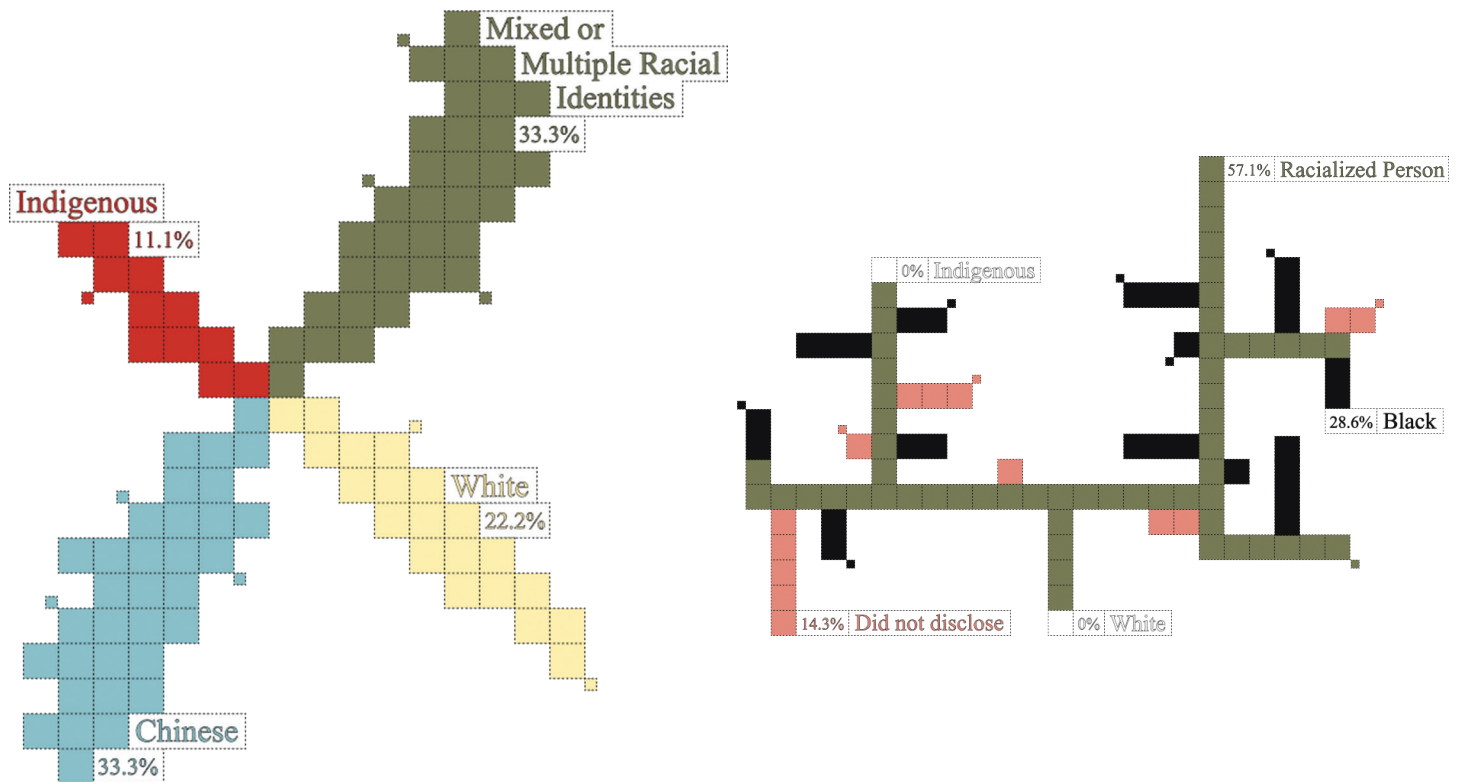 Mixed or
Multiple Racial
Identities
33.3%
Indigenous
11.1%
White
22.2%
Chinese
33.3%
57.1% Racialized Person
0% Indigenous
28.6% Black
14.3% Did not disclose
0% White